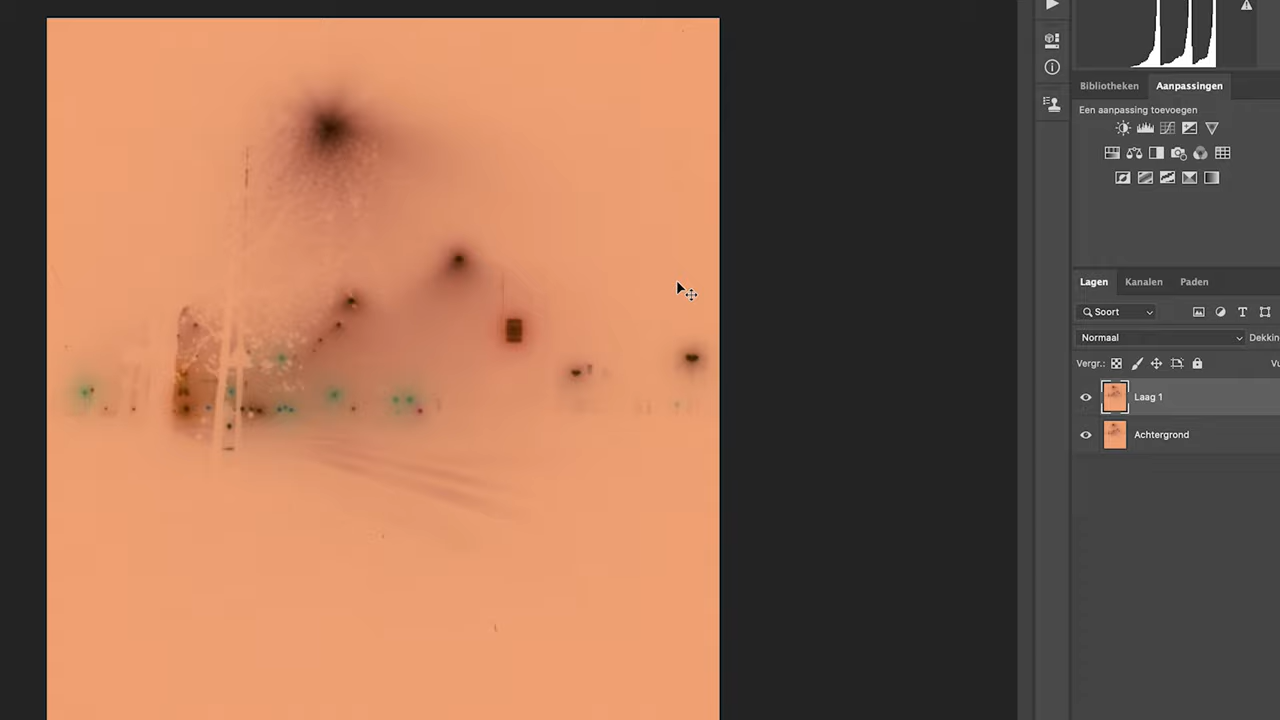 Bibliotheken
Aanpassingen
Een aanpassing toevoegen
Lagen
Kanalen
Paden
Soort
Normaal
Dekkin
Vergr.:
Laag 1
Achtergrond